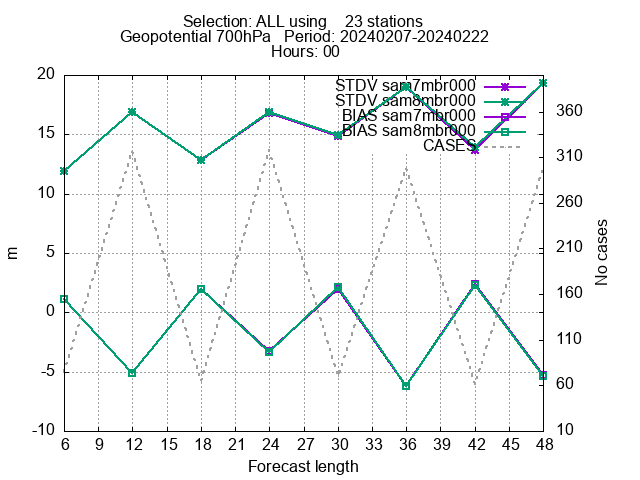 Selection: ALL using 23 stations
Geopotential 700hPa Period: 20240207-20240222
Hours: 00
STDV sam7mbr000
STDV sam8mbr000
BIAS sam7mbr000
BIAS sam8mbr000
CASES
20
15
10
5
0
-5
-10
m
360
310
260
210
160
110
60
10
No cases
6 9 12 15 18 21 24 27 30 33 36 39 42 45 48
Forecast length